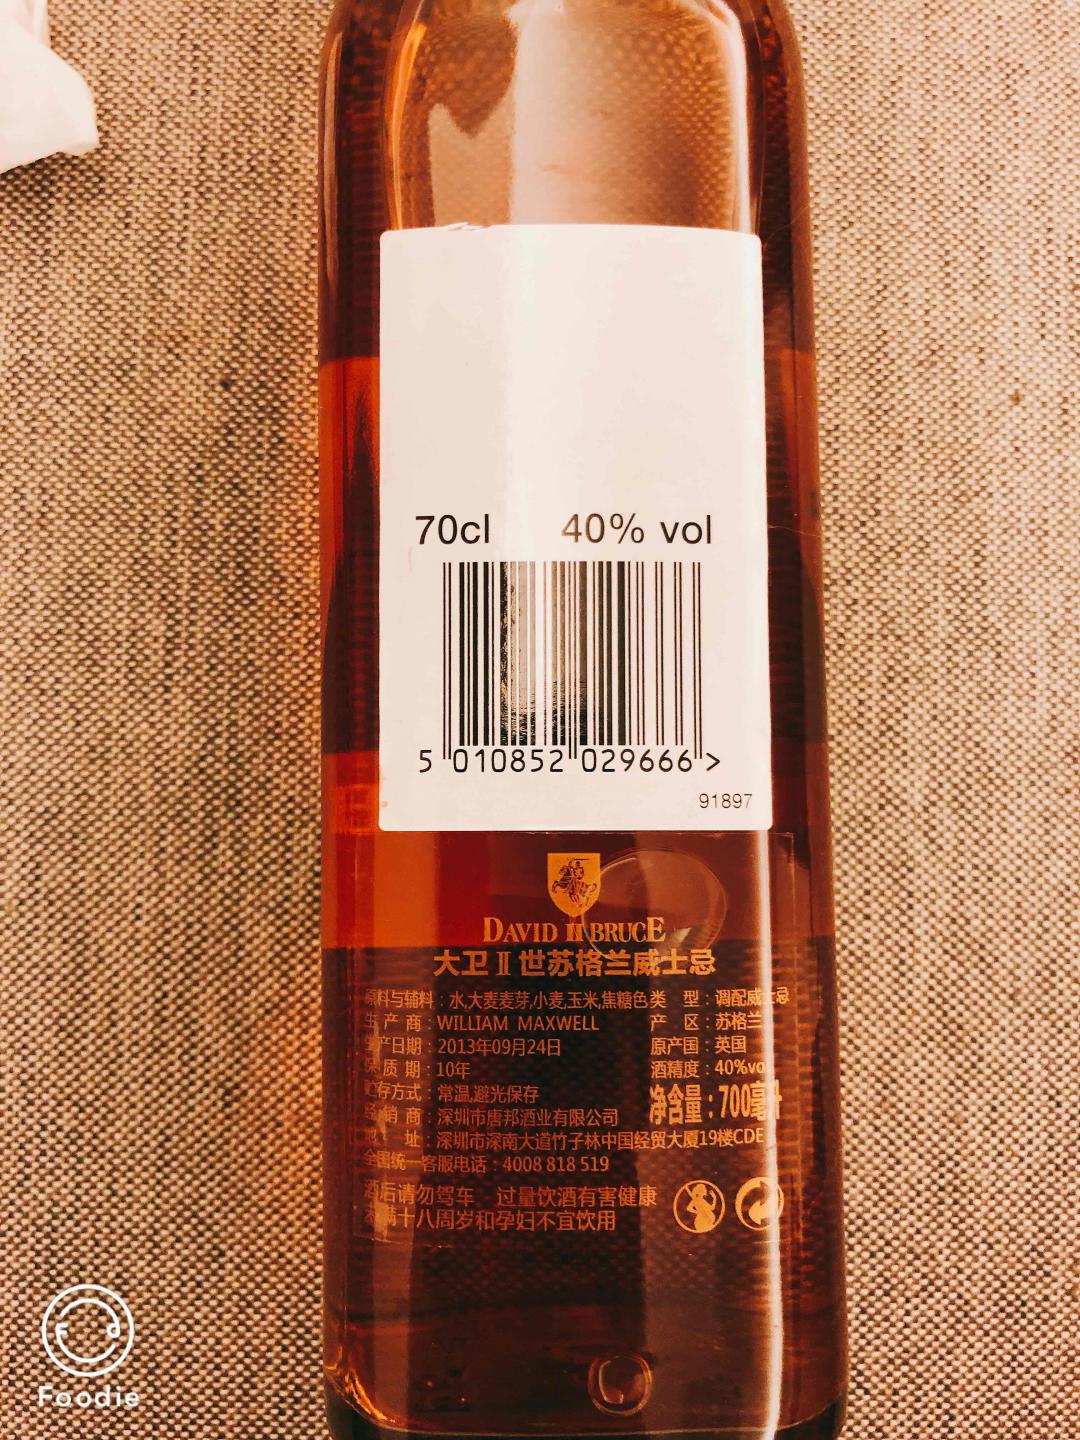 70cl 40% vol
5 010852 029666 >
91897
DAVID II BRUCE
大卫Ⅱ世苏格兰威士忌
原料与辅料：水,大麦麦芽,小麦,玉米,焦糖色 类 型：调配威士忌
生 产 商：WILLIAM MAXWELL 产 区：苏格兰
生产日期：2013年09月24日 原产国：英国
保 质 期：10年 酒精度：40%vol
贮存方式：常温,避光保存
净含量：700毫升
经 销 商：深圳市唐邦酒业有限公司
地 址：深圳市深南大道竹子林中国经贸大厦19楼CDE
全国统一客服电话：4008 818 519
酒后请勿驾车 过量饮酒有害健康
未满十八周岁和孕妇不宜饮用
Foodie